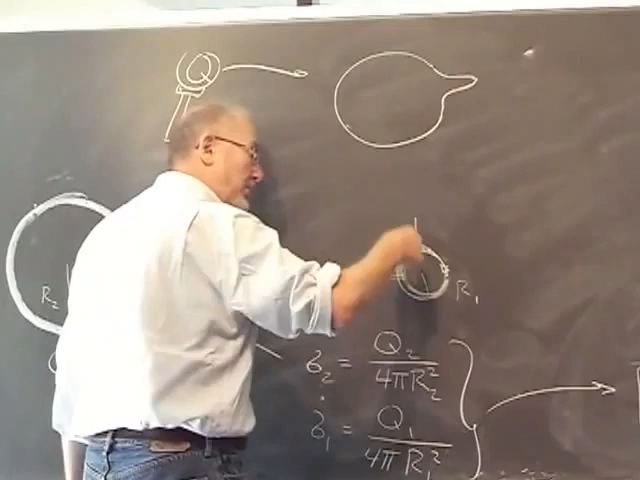 Q
R₂
R₁
σ₂ = Q₂ / 4πR₂²
σ₁ = Q₁ / 4πR₁²